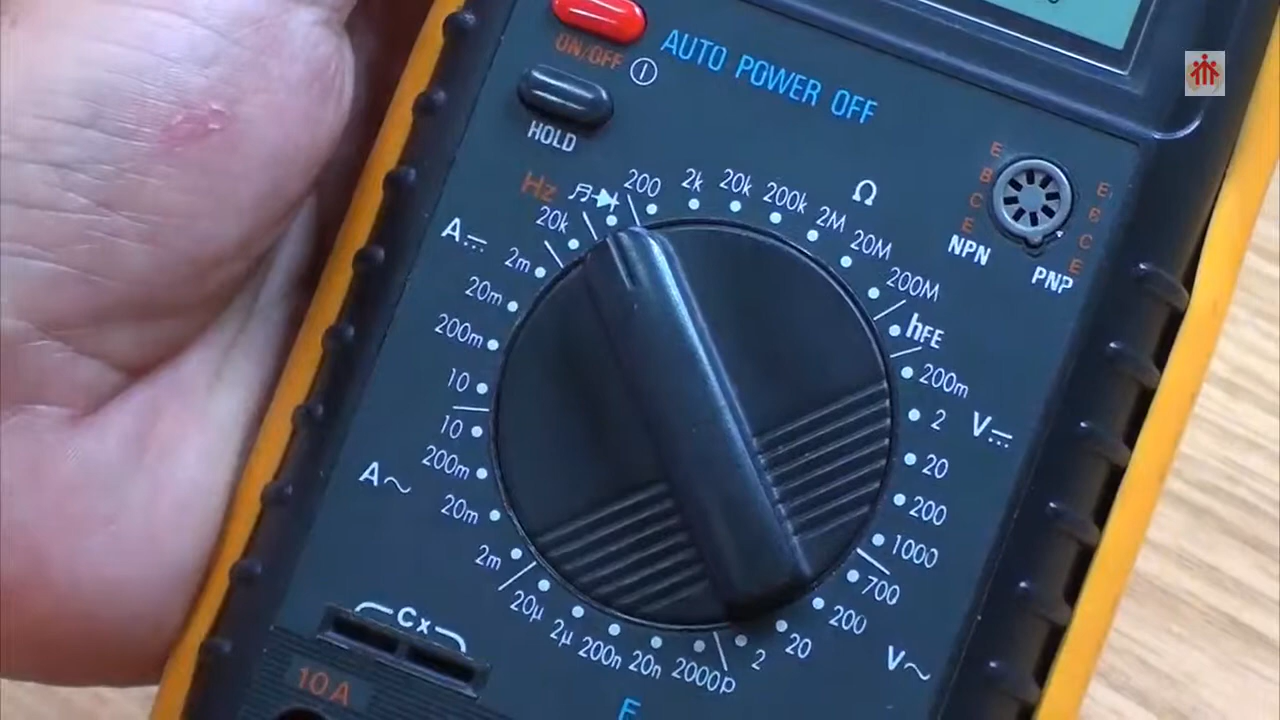 ON/OFF
AUTO POWER OFF
HOLD
Hz
200
2k
20k
200k
2M
20M
200M
Ω
hFE
E
B
C
E
NPN
E
B
C
E
PNP
200m
2
20
200
1000
V⎓
700
200
20
2
V~
2000p
20n
200n
2µ
20µ
F
2m
20m
200m
10
A~
10
200m
20m
2m
A⎓
20k
Cx
10A